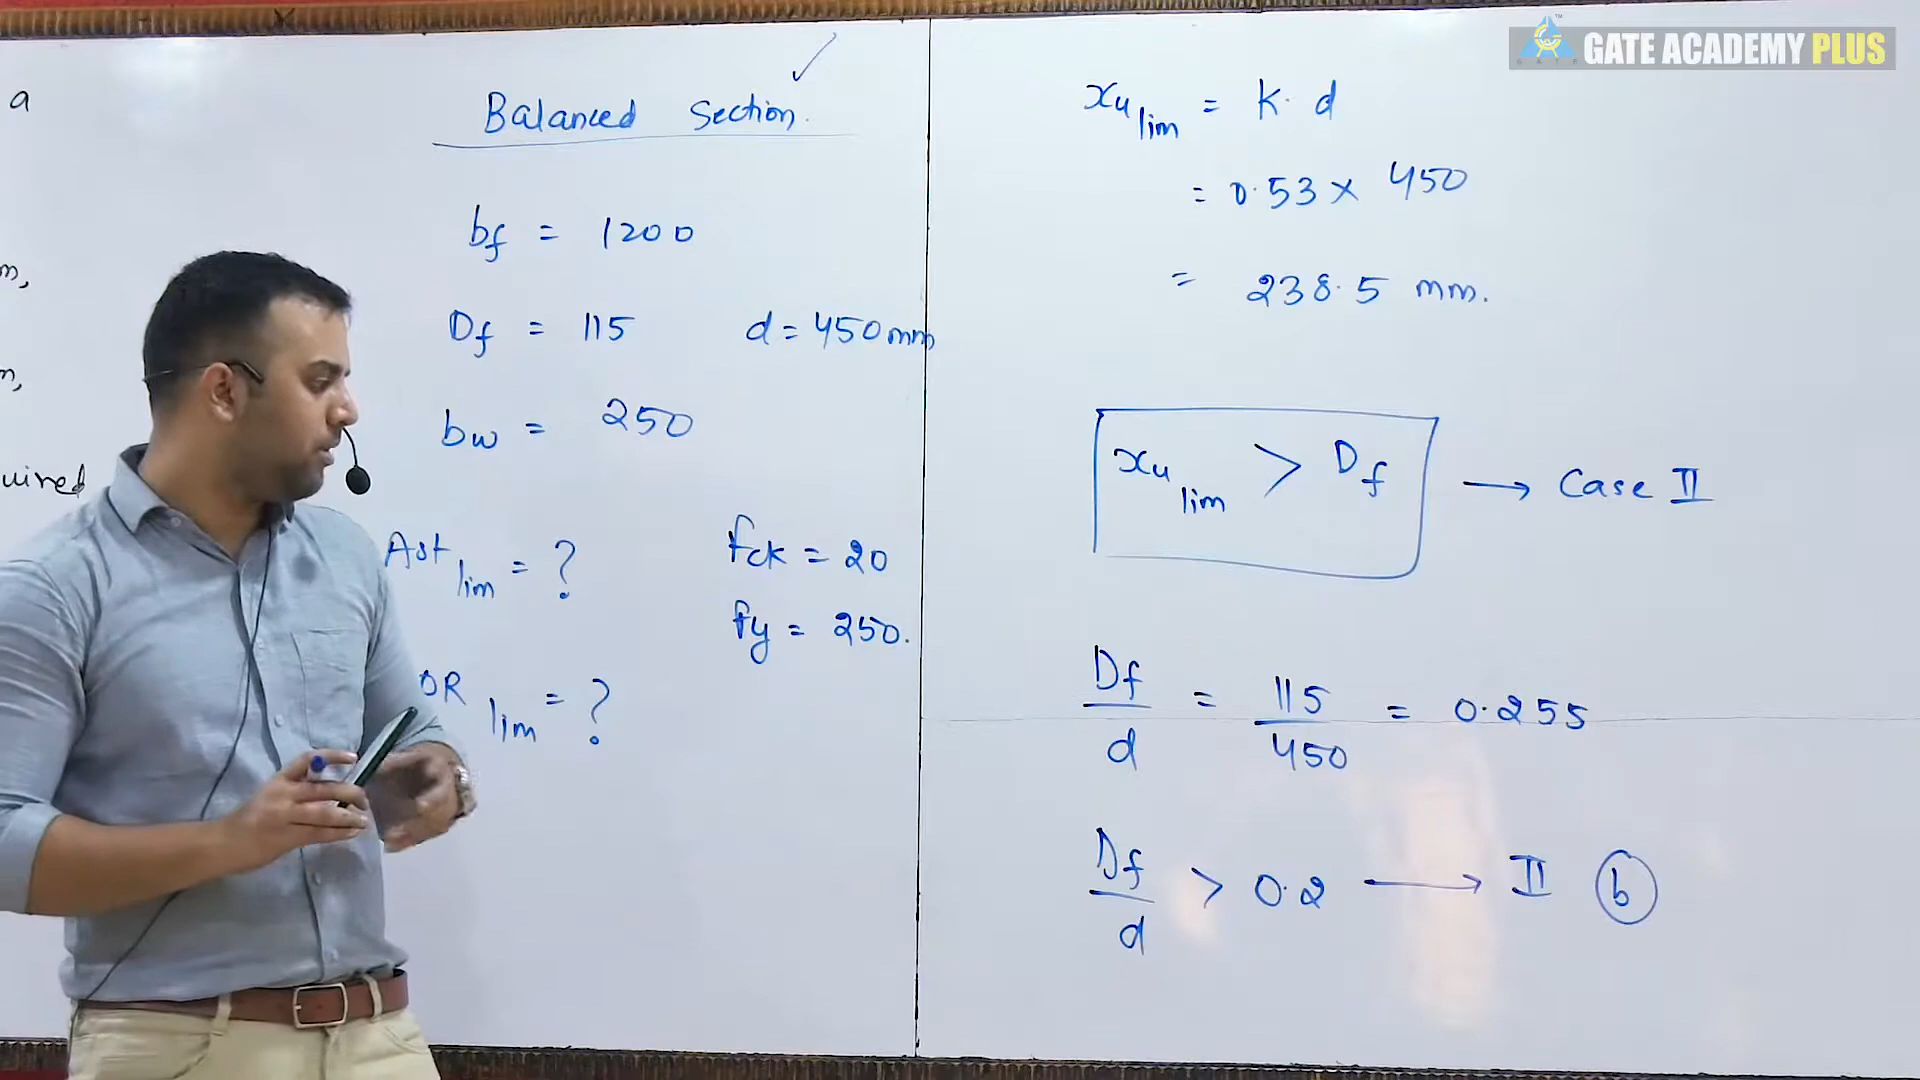 GATE ACADEMY PLUS
a
m,
n,
uired
Balanced Section.
bf = 1200
Df = 115 d = 450mm
bw = 250
Ast lim = ?
fck = 20
fy = 250.
OR lim = ?
xu lim = k. d
= 0.53 x 450
= 238.5 mm.
xu lim > Df → Case II
Df/d = 115/450 = 0.255
Df/d > 0.2 → II b